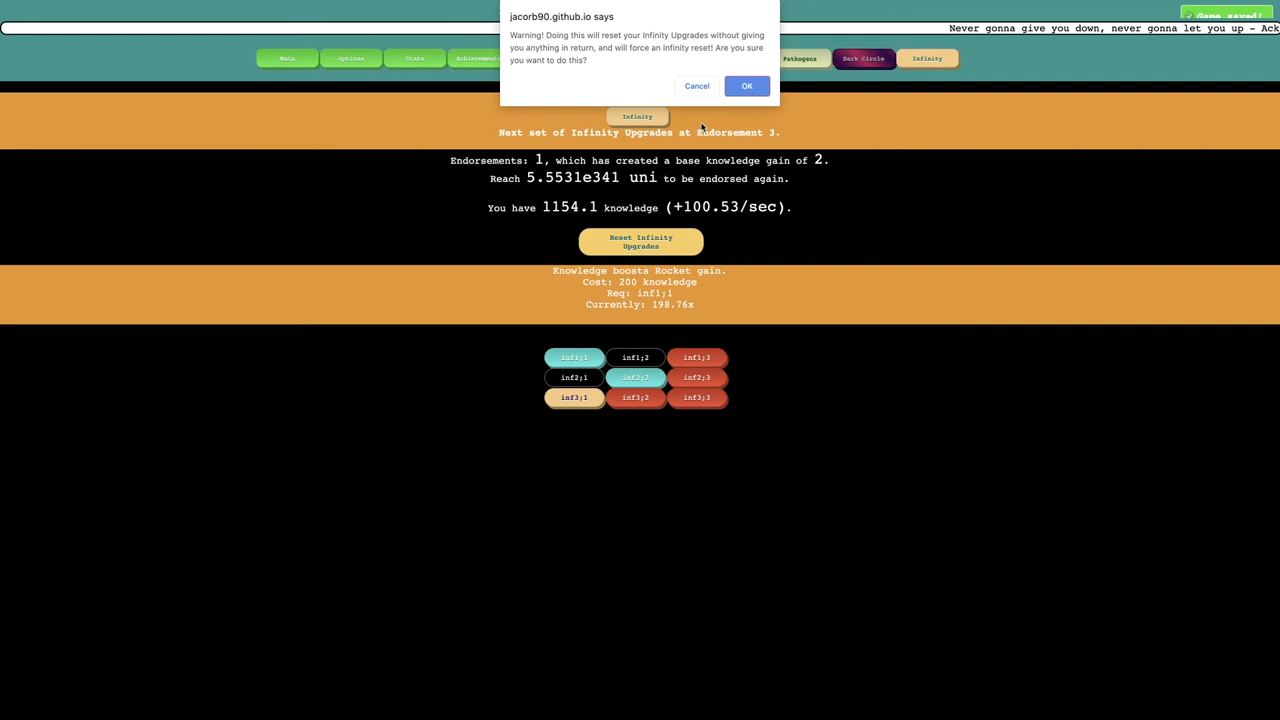 jacorb90.github.io says
Warning! Doing this will reset your Infinity Upgrades without giving
you anything in return, and will force an Infinity reset! Are you sure
you want to do this?
Cancel
OK
Game saved!
Never gonna give you down, never gonna let you up - Ack
Main
Options
Stats
Achievements
Pathogens
Dark Circle
Infinity
Infinity
Next set of Infinity Upgrades at Endorsement 3.
Endorsements: 1, which has created a base knowledge gain of 2.
Reach 5.5531e341 uni to be endorsed again.
You have 1154.1 knowledge (+100.53/sec).
Reset Infinity
Upgrades
Knowledge boosts Rocket gain.
Cost: 200 knowledge
Req: inf1;1
Currently: 198.76x
inf1;1
inf1;2
inf1;3
inf2;1
inf2;2
inf2;3
inf3;1
inf3;2
inf3;3